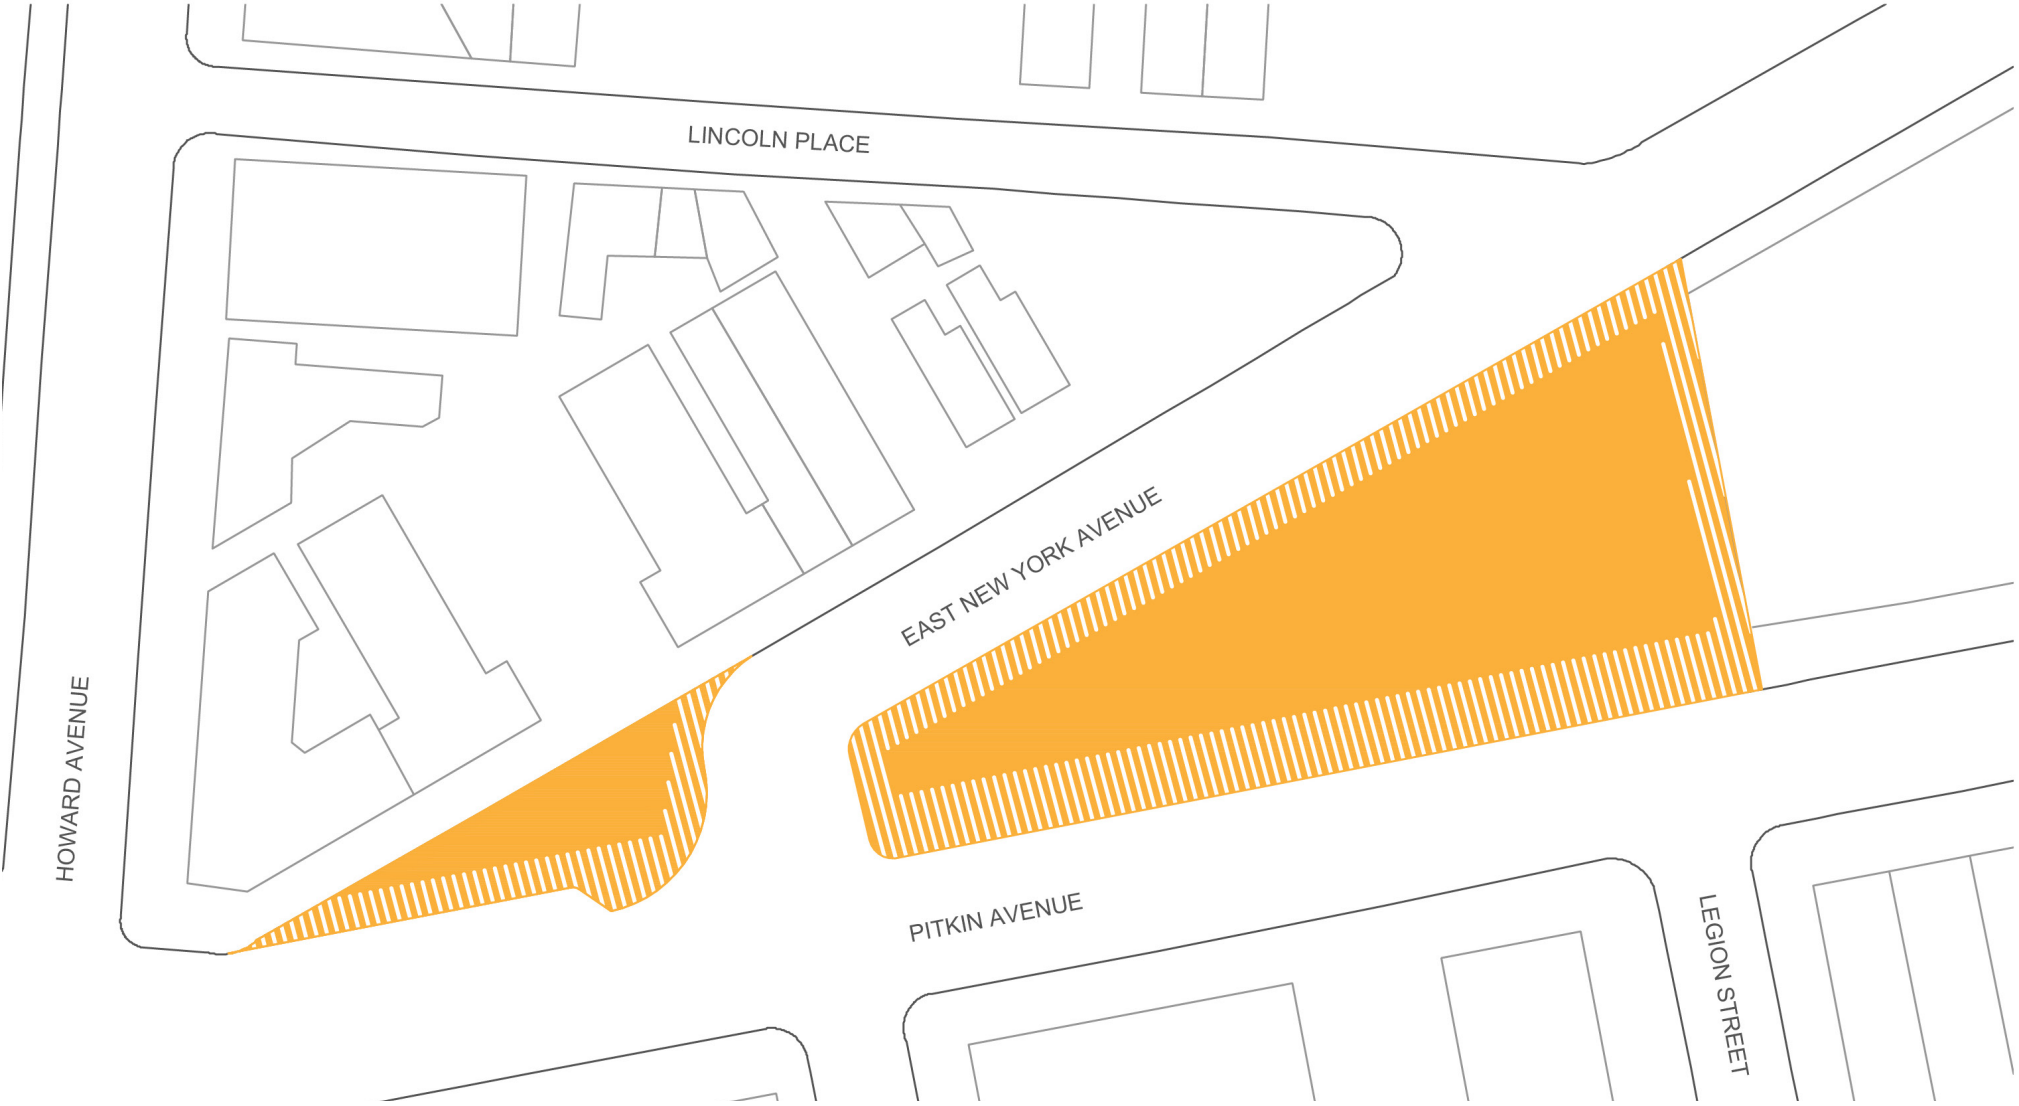 LINCOLN PLACE
EAST NEW YORK AVENUE
HOWARD AVENUE
PITKIN AVENUE
LEGION STREET